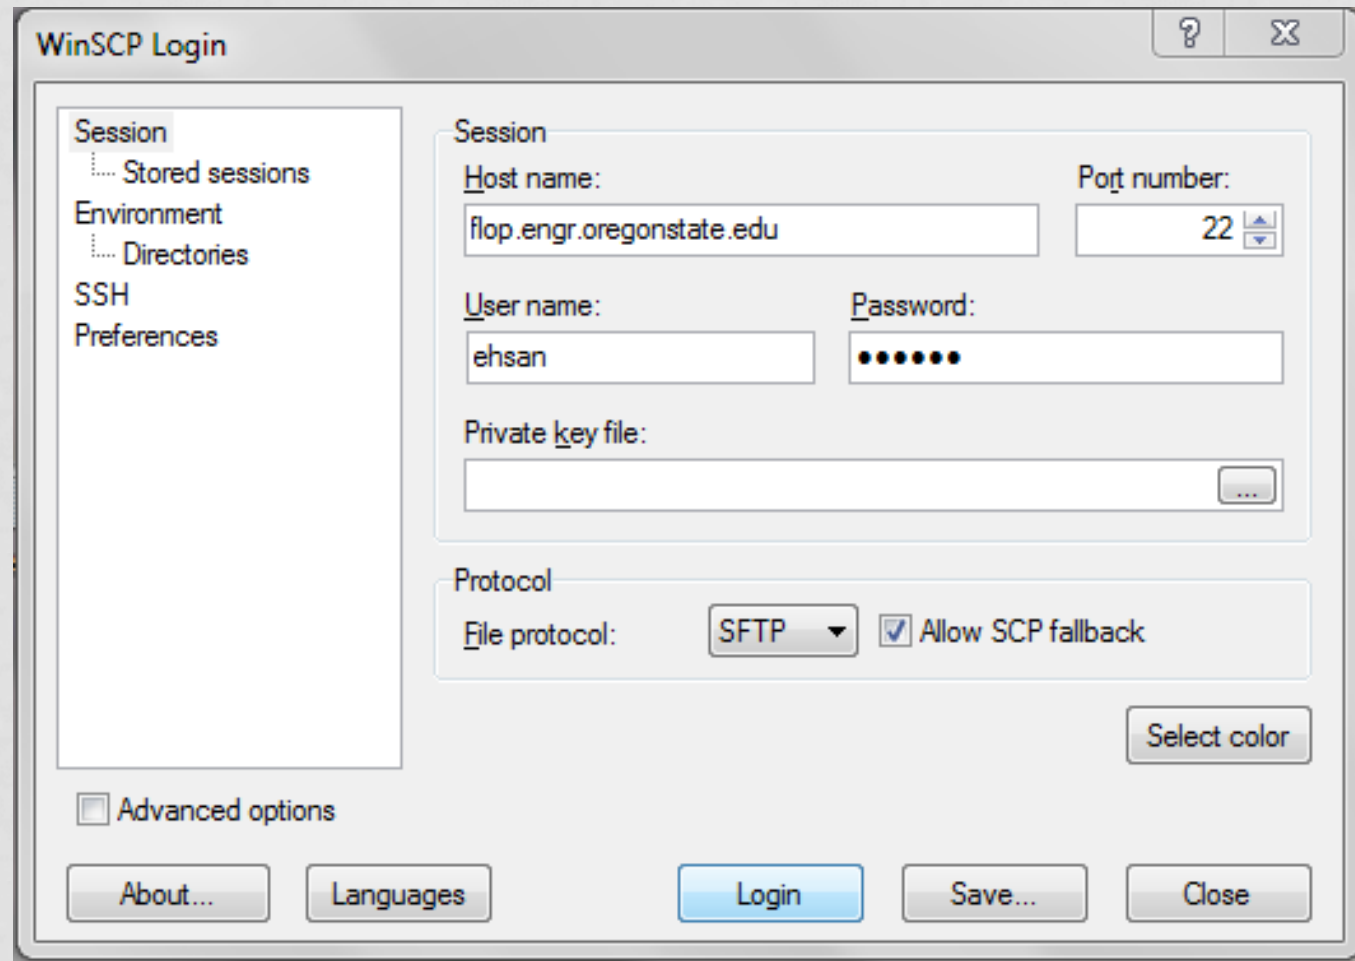 WinSCP Login
Session
Stored sessions
Environment
Directories
SSH
Preferences
Session
Host name:
Port number:
flop.engr.oregonstate.edu
22
User name:
Password:
ehsan
••••••
Private key file:
...
Protocol
File protocol:
SFTP
Allow SCP fallback
Select color
Advanced options
About...
Languages
Login
Save...
Close